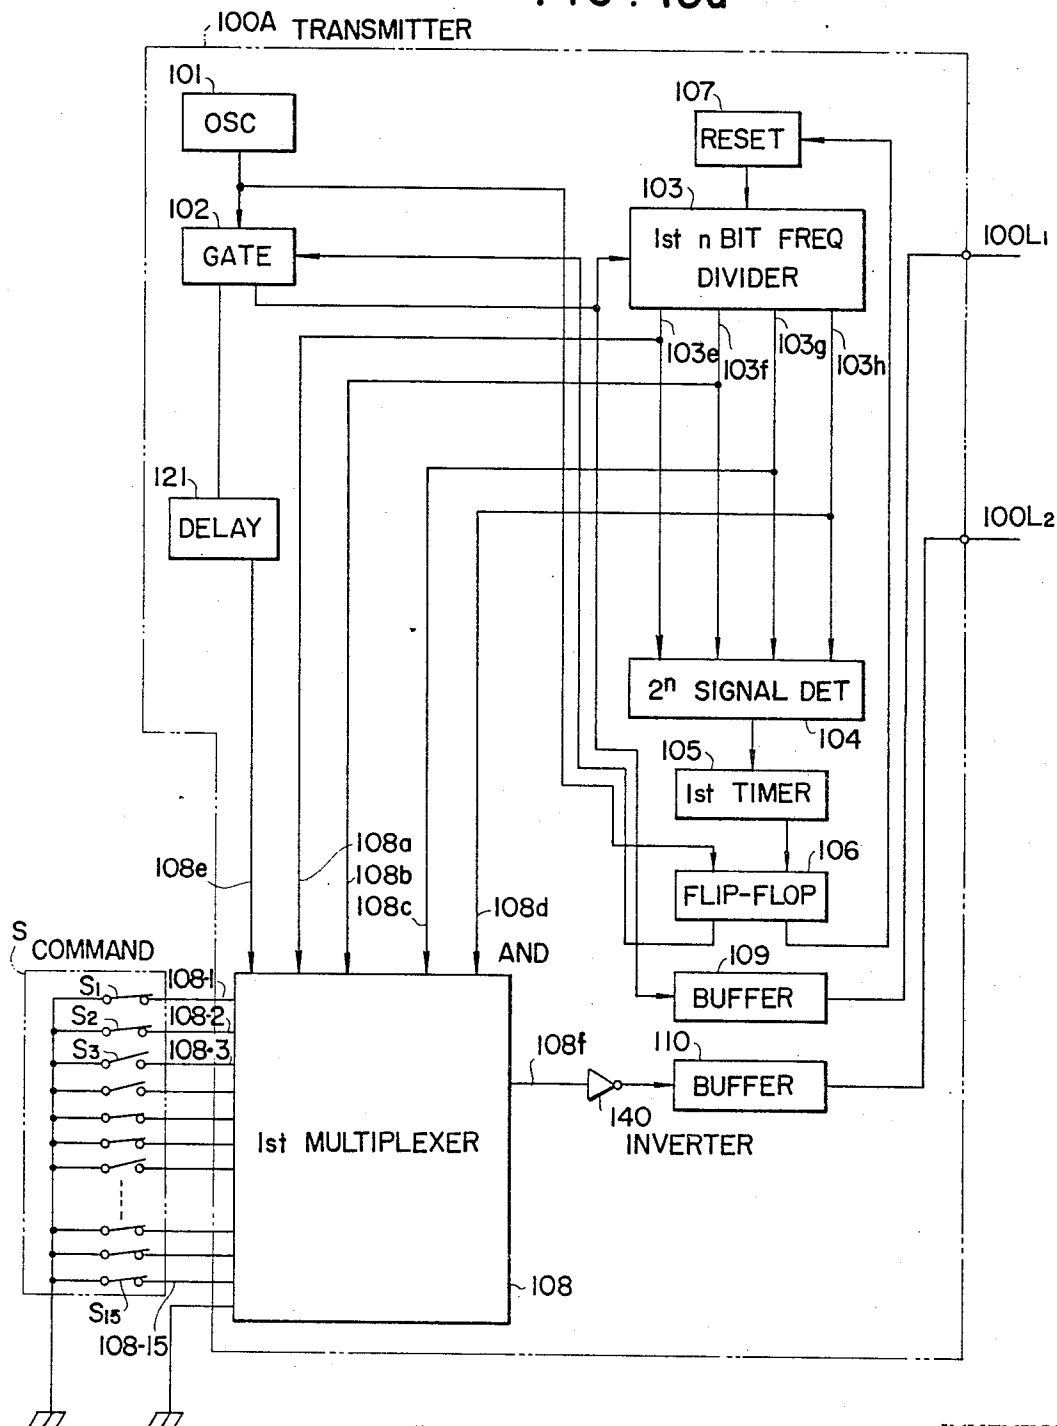 100A TRANSMITTER
101
OSC
107
RESET
102
GATE
103
1st n BIT FREQ
DIVIDER
100L1
103e
103f
103g
103h
121
DELAY
100L2
2n SIGNAL DET
104
105
1st TIMER
106
FLIP-FLOP
108e
108a
108b
108c
108d
AND
S COMMAND
S1
108-1
S2
108-2
S3
108-3
109
BUFFER
108f
110
BUFFER
140
INVERTER
1st MULTIPLEXER
108
S15
108-15